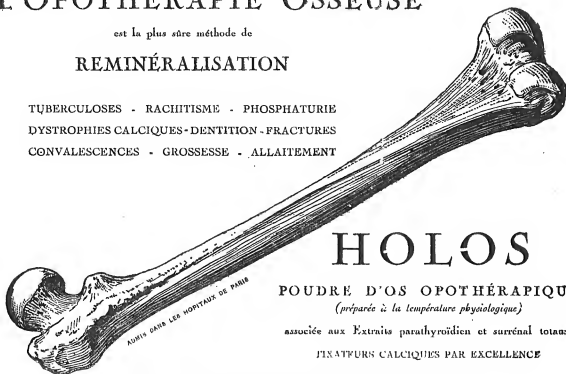 L'OPOTHÉRAPIE OSSEUSE
est la plus sûre méthode de
REMINÉRALISATION
TUBERCULOSES - RACHITISME - PHOSPHATURIE
DYSTROPHIES CALCIQUES - DENTITION - FRACTURES
CONVALESCENCES - GROSSESSE - ALLAITEMENT
ADMIS DANS LES HOPITAUX DE PARIS
HOLOS
POUDRE D'OS OPOTHÉRAPIQU
(préparée à la température physiologique)
associée aux Extraits parathyroïdien et surrénal totaux
FIXATEURS CALCIQUES PAR EXCELLENCE